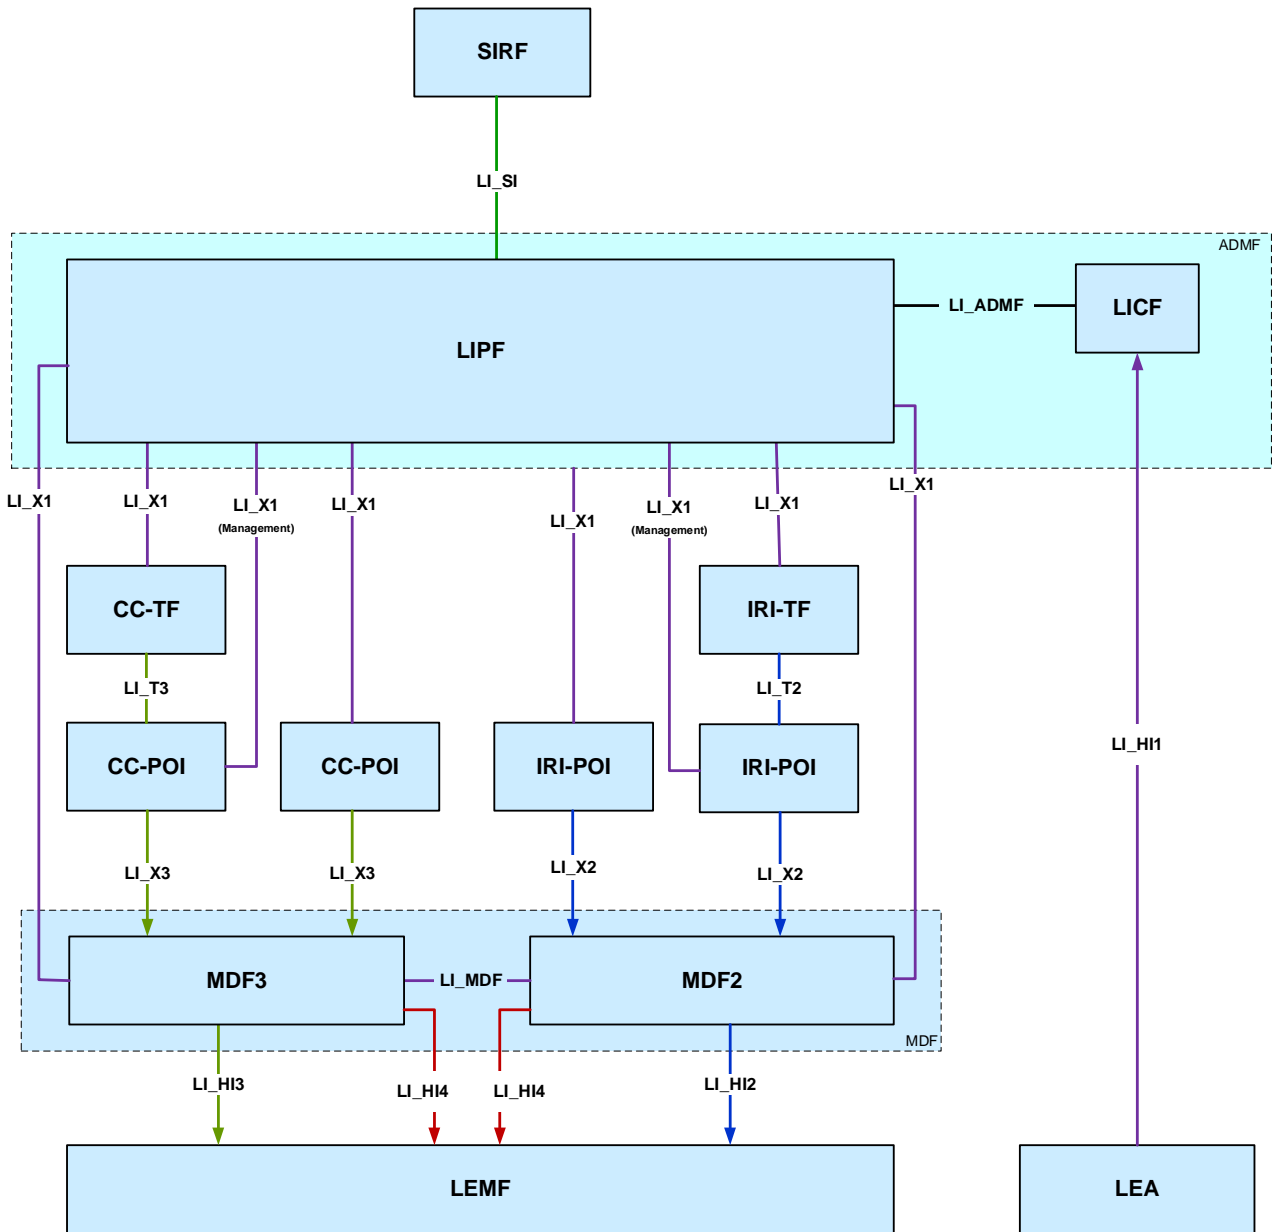 SIRF
LI_SI
ADMF
LI_ADMF
LICF
LIPF
LI_X1
LI_X1
LI_X1
(Management)
LI_X1
LI_X1
LI_X1
(Management)
LI_X1
LI_X1
CC-TF
IRI-TF
LI_T3
LI_T2
LI_HI1
CC-POI
CC-POI
IRI-POI
IRI-POI
LI_X3
LI_X3
LI_X2
LI_X2
MDF3
LI_MDF
MDF2
MDF
LI_HI3
LI_HI4
LI_HI4
LI_HI2
LEMF
LEA